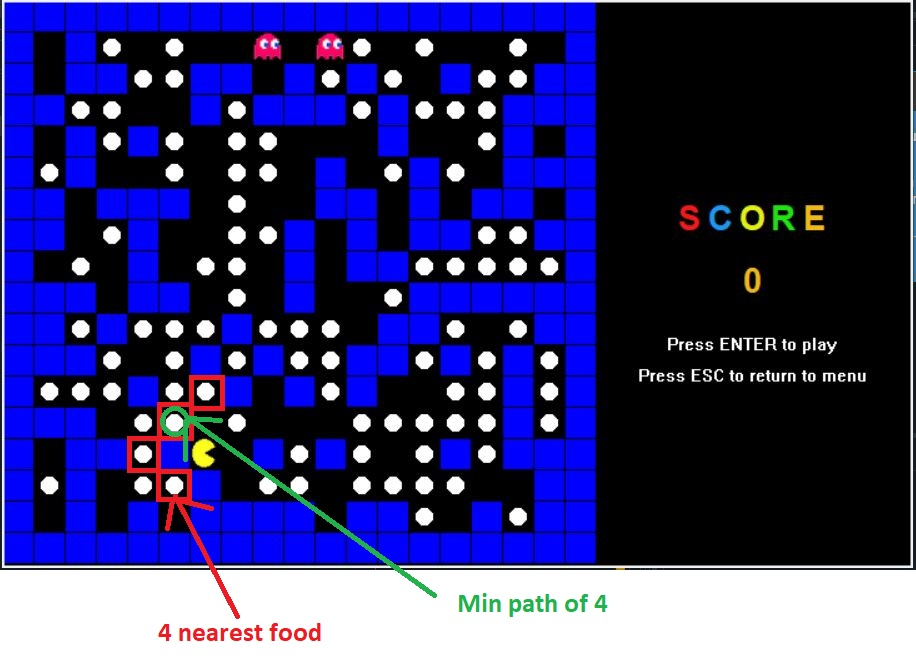 SCORE
0
Press ENTER to play
Press ESC to return to menu
Min path of 4
4 nearest food